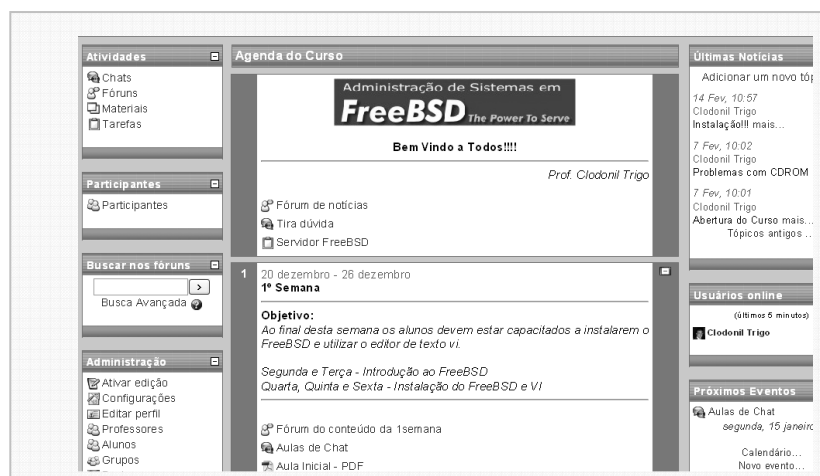 Atividades
Chats
Fóruns
Materiais
Tarefas
Participantes
Participantes
Buscar nos fóruns
Busca Avançada
Administração
Ativar edição
Configurações
Editar perfil
Professores
Alunos
Grupos
Agenda do Curso
Administração de Sistemas em
FreeBSD The Power To Serve
Bem Vindo a Todos!!!!
Prof. Clodonil Trigo
Fórum de notícias
Tira dúvida
Servidor FreeBSD
1 20 dezembro - 26 dezembro
1º Semana
Objetivo:
Ao final desta semana os alunos devem estar capacitados a instalarem o
FreeBSD e utilizar o editor de texto vi.
Segunda e Terça - Introdução ao FreeBSD
Quarta, Quinta e Sexta - Instalação do FreeBSD e VI
Fórum do conteúdo da 1semana
Aulas de Chat
Aula Inicial - PDF
Últimas Notícias
Adicionar um novo tóp
14 Fev, 10:57
Clodonil Trigo
Instalação!!! mais...
7 Fev, 10:02
Clodonil Trigo
Problemas com CDROM
7 Fev, 10:01
Clodonil Trigo
Abertura do Curso mais...
Tópicos antigos ...
Usuários online
(últimos 5 minutos)
Clodonil Trigo
Próximos Eventos
Aulas de Chat
segunda, 15 janeiro
Calendário...
Novo evento...